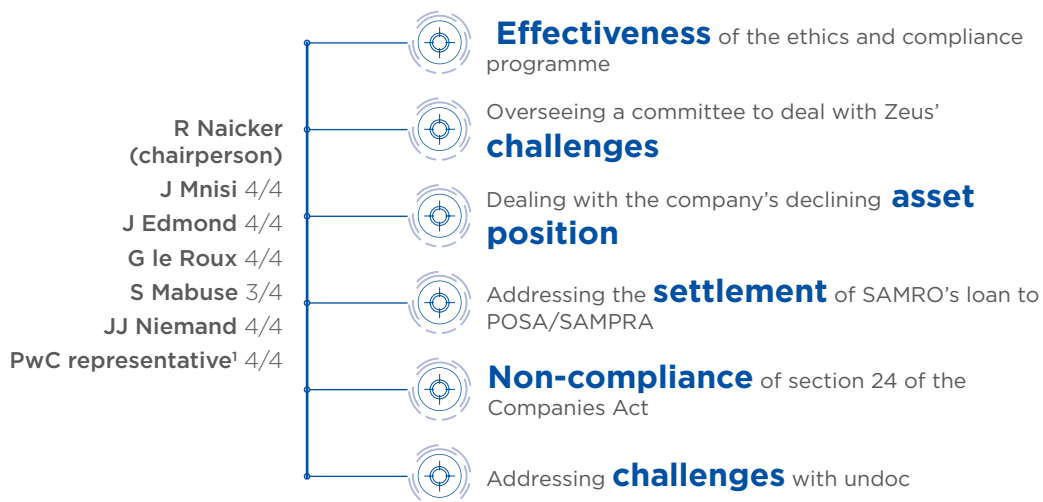 R Naicker
(chairperson)
J Mnisi 4/4
J Edmond 4/4
G le Roux 4/4
S Mabuse 3/4
JJ Niemand 4/4
PwC representative¹ 4/4
Effectiveness of the ethics and compliance
programme
Overseeing a committee to deal with Zeus’
challenges
Dealing with the company’s declining asset
position
Addressing the settlement of SAMRO’s loan to
POSA/SAMPRA
Non-compliance of section 24 of the
Companies Act
Addressing challenges with undoc